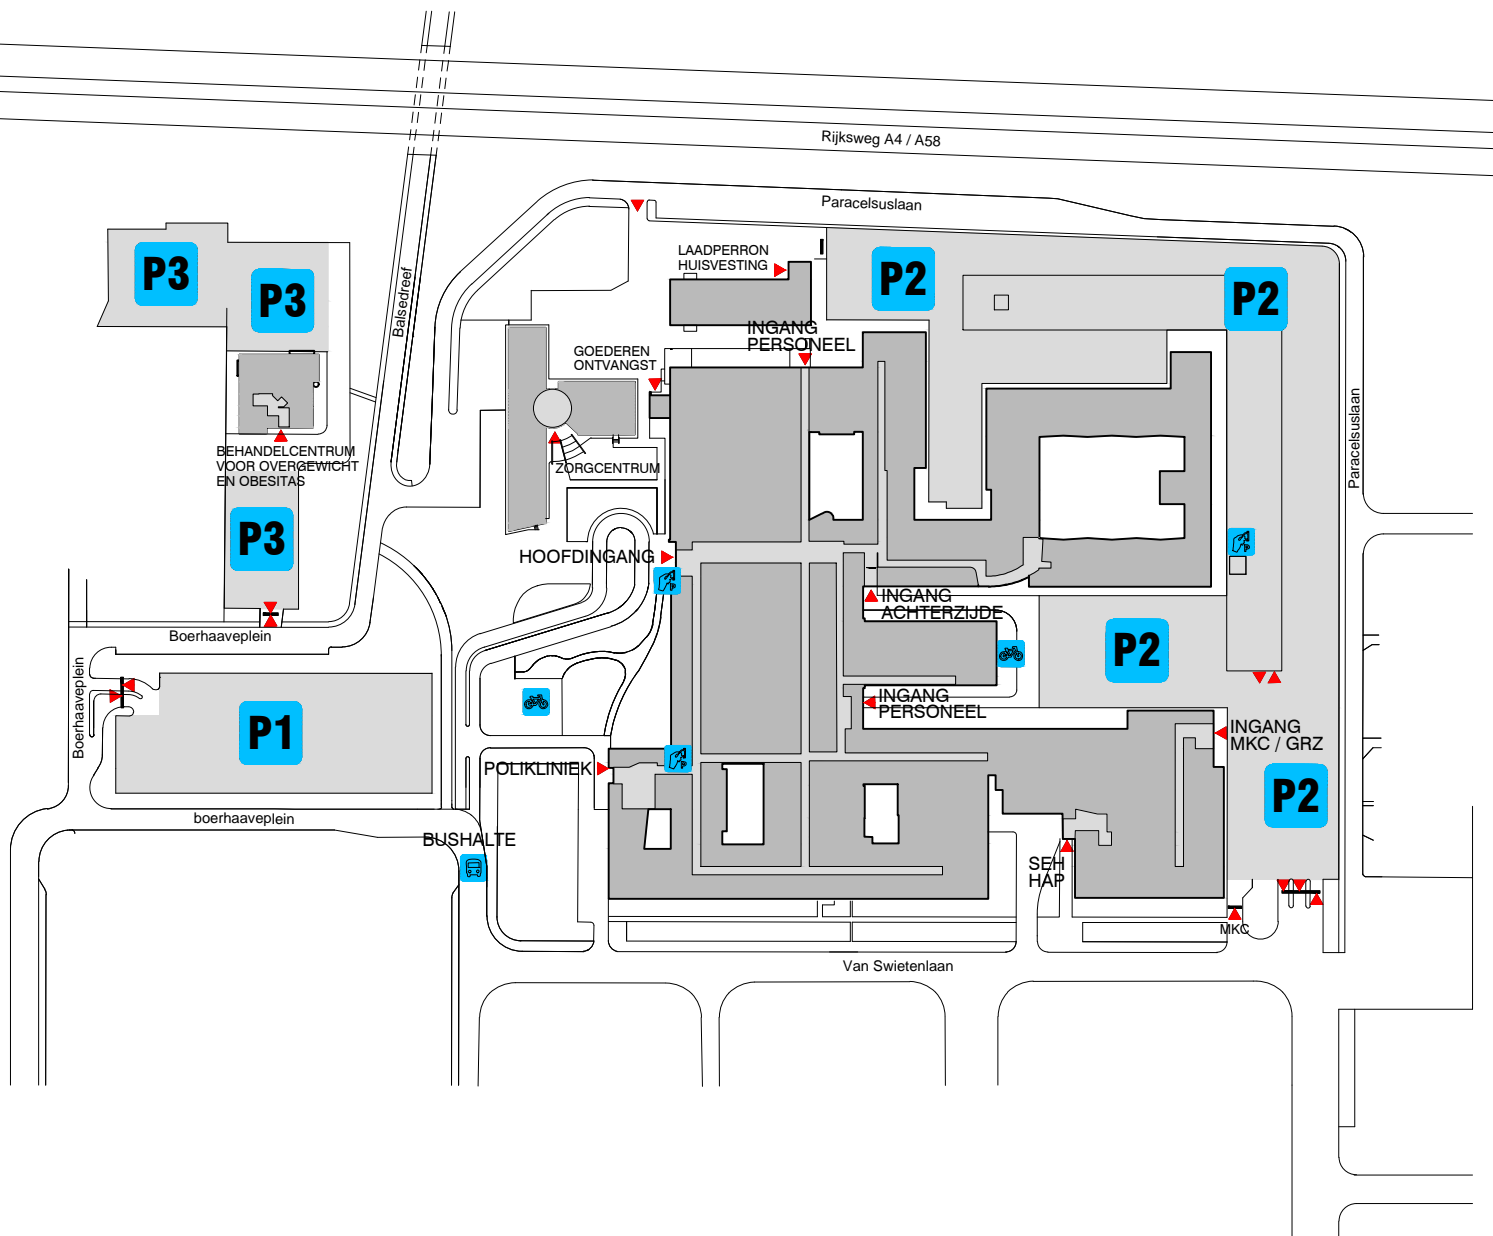 Rijksweg A4 / A58
Paracelsuslaan
LAADPERRON
HUISVESTING
P3
P3
P2
P2
Balsedreef
INGANG
PERSONEEL
GOEDEREN
ONTVANGST
Paracelsuslaan
BEHANDELCENTRUM
VOOR OVERGEWICHT
EN OBESITAS
ZORGCENTRUM
P3
HOOFDINGANG
INGANG
ACHTERZIJDE
Boerhaaveplein
P2
Boerhaaveplein
INGANG
PERSONEEL
P1
INGANG
MKC / GRZ
POLIKLINIEK
P2
boerhaaveplein
BUSHALTE
SEH
HAP
MKC
Van Swietenlaan